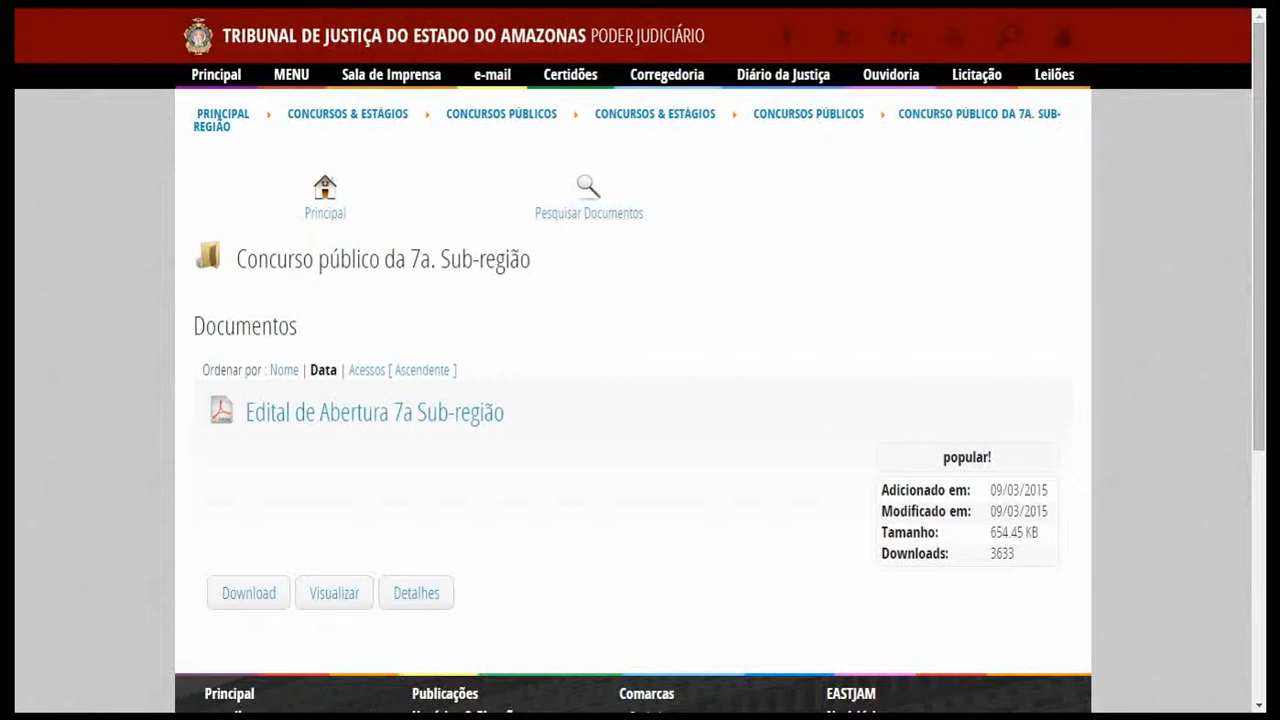 TRIBUNAL DE JUSTIÇA DO ESTADO DO AMAZONAS PODER JUDICIÁRIO
Principal MENU Sala de Imprensa e-mail Certidões Corregedoria Diário da Justiça Ouvidoria Licitação Leilões
PRINCIPAL CONCURSOS & ESTÁGIOS CONCURSOS PÚBLICOS CONCURSOS & ESTÁGIOS CONCURSOS PÚBLICOS CONCURSO PÚBLICO DA 7A. SUB-
REGIÃO
Principal Pesquisar Documentos
Concurso público da 7a. Sub-região
Documentos
Ordenar por : Nome | Data | Acessos [ Ascendente ]
Edital de Abertura 7a Sub-região
popular!
Adicionado em: 09/03/2015
Modificado em: 09/03/2015
Tamanho: 654.45 KB
Downloads: 3633
Download Visualizar Detalhes
Principal Publicações Comarcas EASTJAM